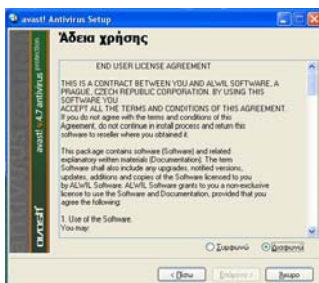 avast! Antivirus Setup
Άδεια χρήσης
avast! v.4.7 antivirus protection
END USER LICENSE AGREEMENT
THIS IS A CONTRACT BETWEEN YOU AND ALWIL SOFTWARE, A
PRAGUE, CZECH REPUBLIC CORPORATION. BY USING THIS
SOFTWARE YOU
ACCEPT ALL THE TERMS AND CONDITIONS OF THIS AGREEMENT.
If you do not agree with the terms and conditions of this
Agreement, do not continue in install process and return this
software to reseller where you obtained it.
This package contains software (Software) and related
explanatory written materials (Documentation). The term
Software shall also include any upgrades, notified versions,
updates, additions and copies of the Software licensed to you
by ALWIL Software. ALWIL Software grants to you a non-exclusive
license to use the Software and Documentation, provided that you
agree the following:
1. Use of the Software.
You may:
Συμφωνώ Διαφωνώ
< Πίσω Επόμενο > Άκυρο
avast!